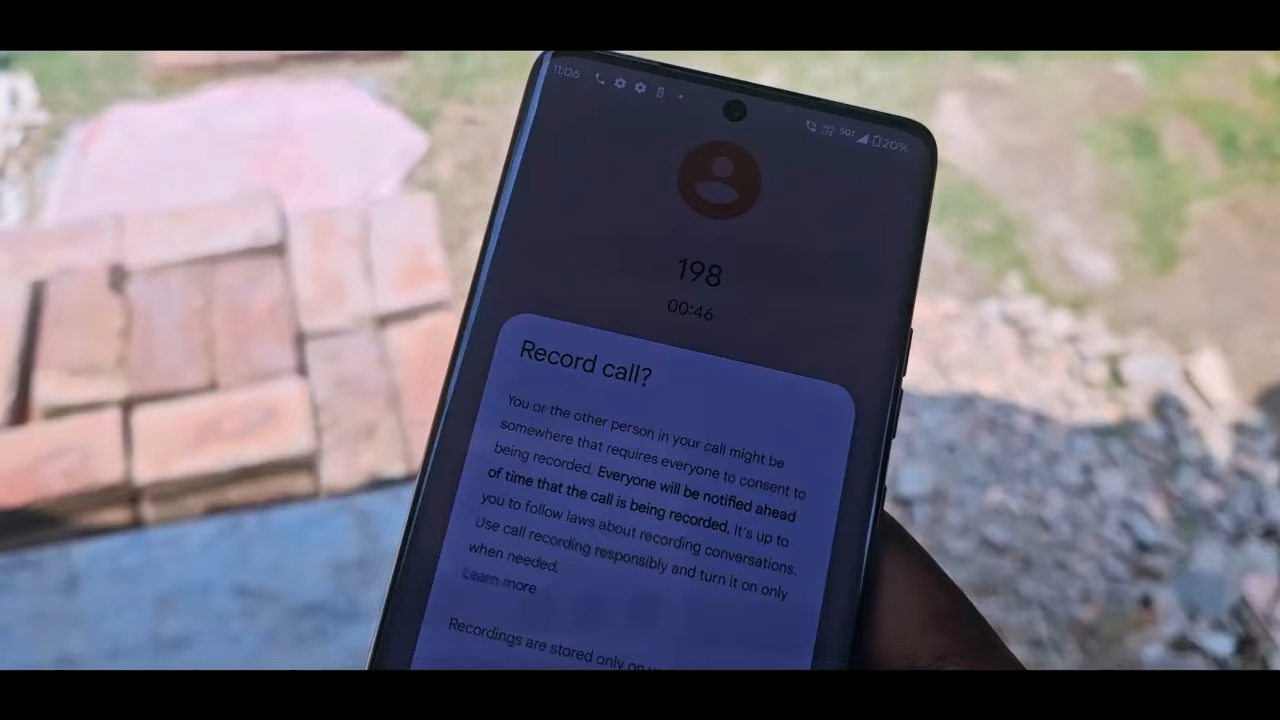 11:06
20%
198
00:46
Record call?
You or the other person in your call might be
somewhere that requires everyone to consent to
being recorded. Everyone will be notified ahead
of time that the call is being recorded. It's up to
you to follow laws about recording conversations.
Use call recording responsibly and turn it on only
when needed.
Learn more
Recordings are stored only on